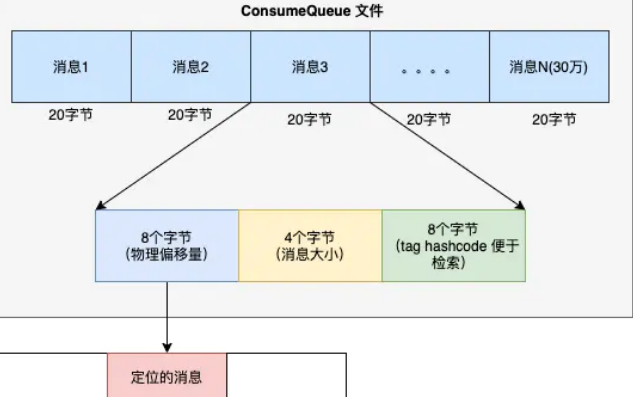 ConsumeQueue 文件
消息1
消息2
消息3
。。。。
消息N(30万)
20字节
20字节
20字节
20字节
20字节
8个字节
（物理偏移量）
4个字节
（消息大小）
8个字节
（tag hashcode 便于
检索）
定位的消息